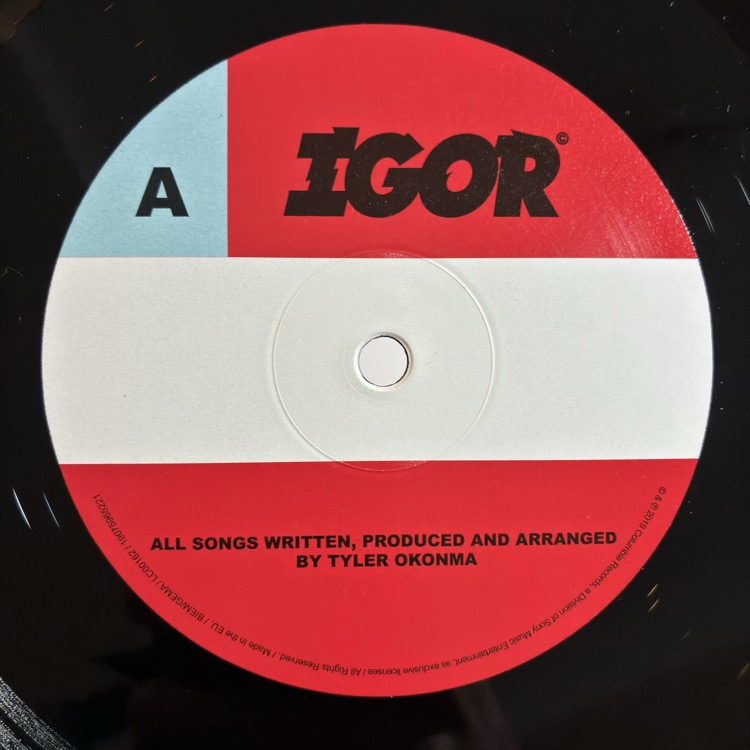 A
IGOR©
ALL SONGS WRITTEN, PRODUCED AND ARRANGED
BY TYLER OKONMA
© & ℗ 2019 Columbia Records, a Division of Sony Music Entertainment, as exclusive licensee / All Rights Reserved. / Made in the EU. / BIEM/GEMA / LC00162 / 19075965221